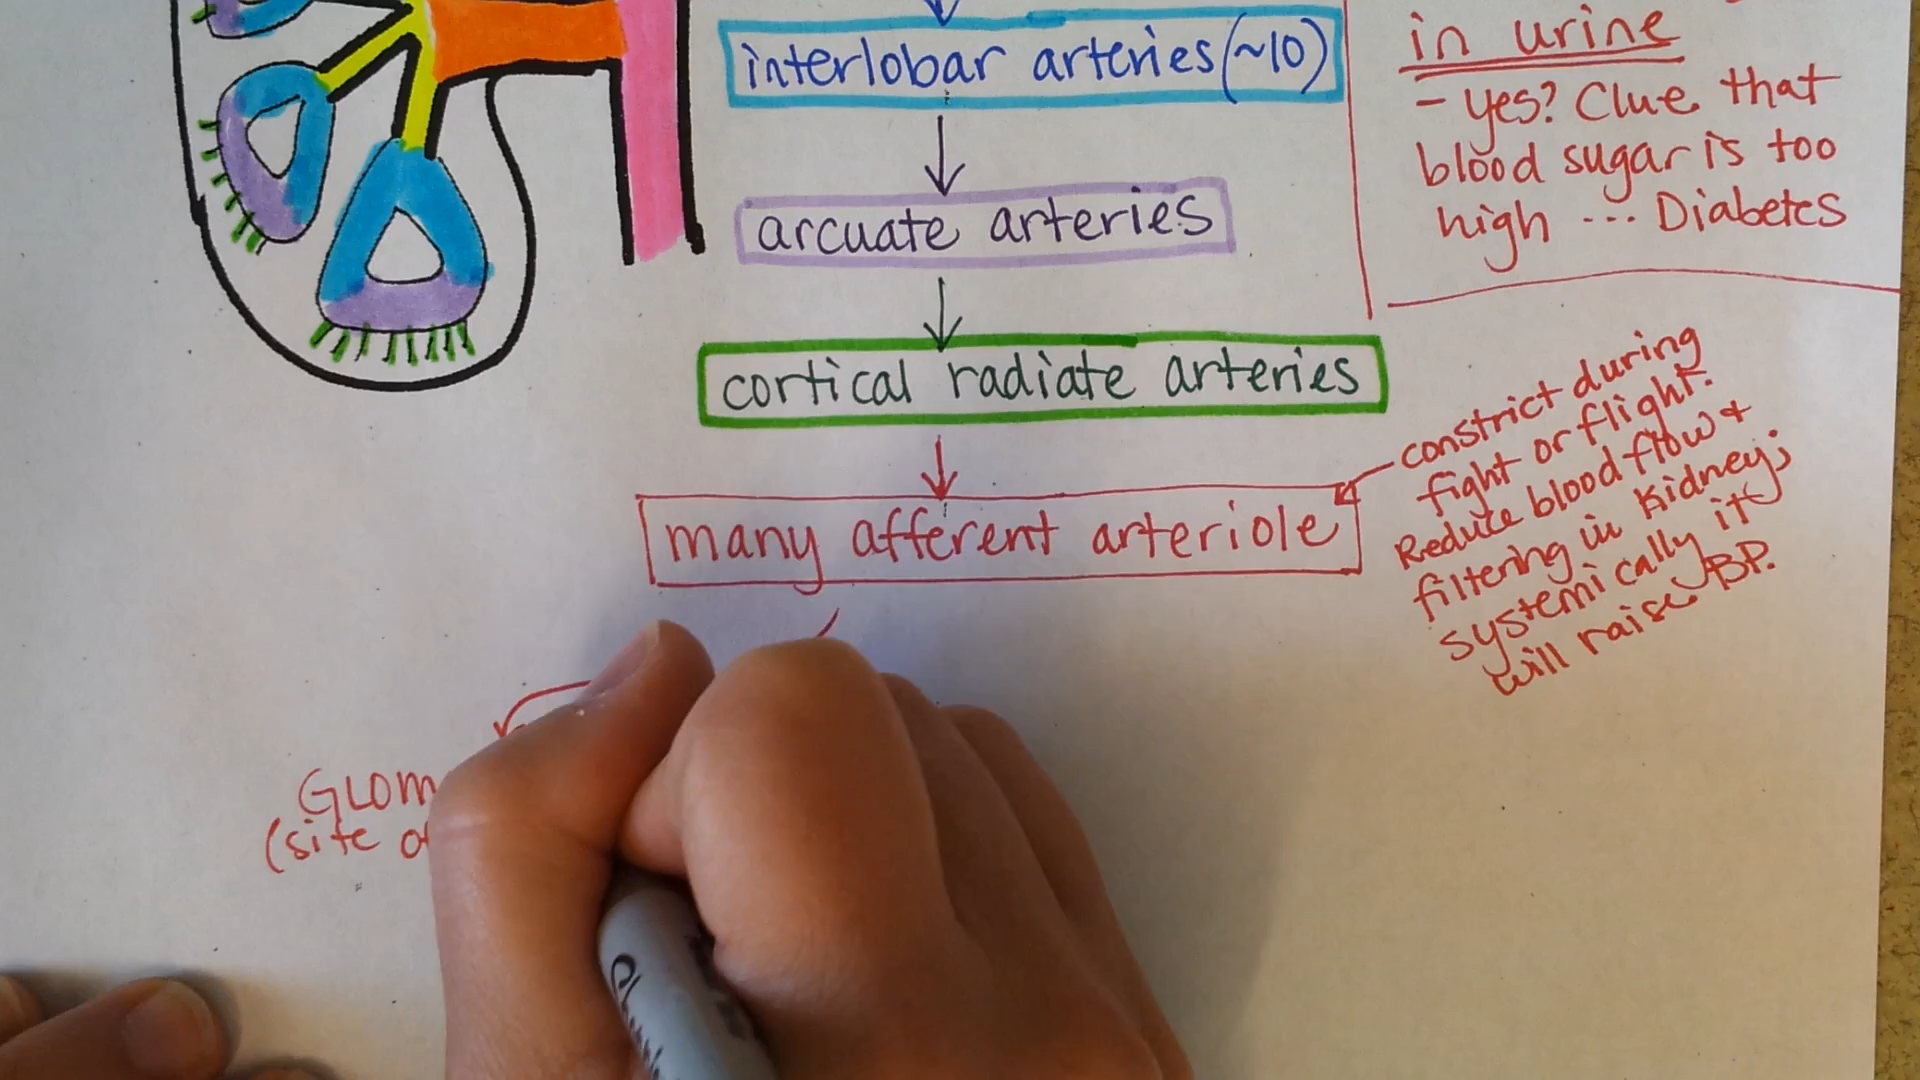 interlobar arteries (~10)
arcuate arteries
cortical radiate arteries
many afferent arteriole
in urine
- yes? Clue that
blood sugar is too
high ... Diabetes
constrict during
fight or flight.
Reduce blood flow +
filtering in kidney;
systemically it
will raise BP.
GLOM
(site of